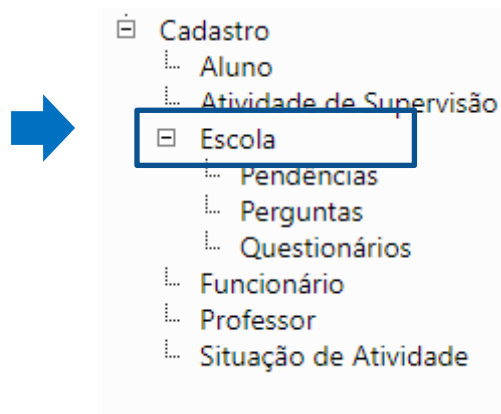 Cadastro
Aluno
Atividade de Supervisão
Escola
Pendências
Perguntas
Questionários
Funcionário
Professor
Situação de Atividade